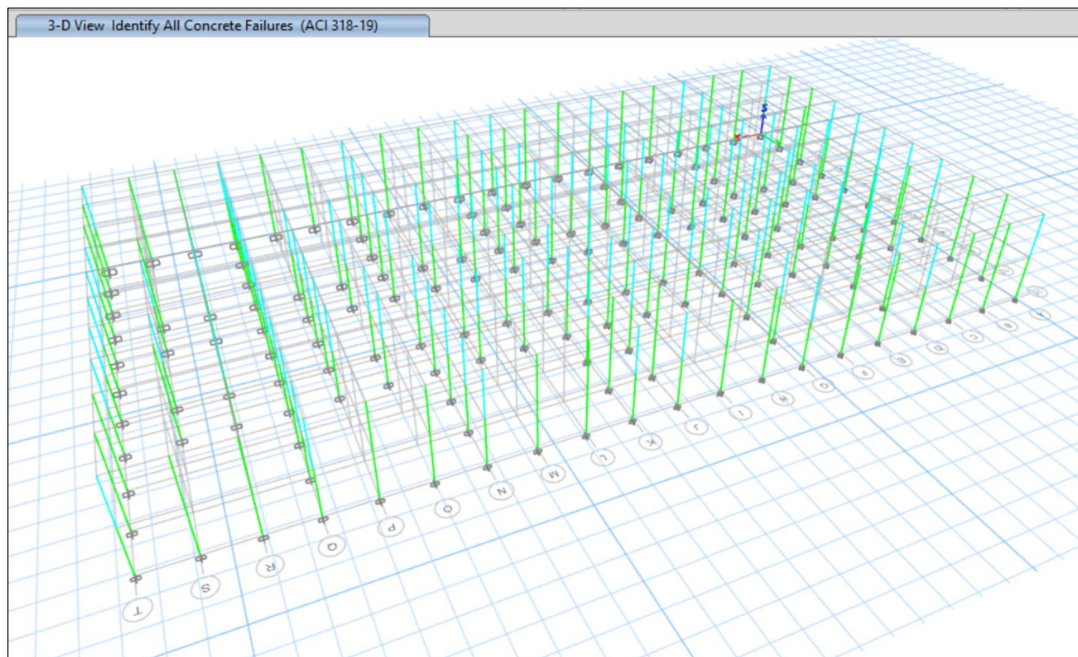 3-D View Identify All Concrete Failures (ACI 318-19)
T
S
R
Q
P
O
N
M
L
K
J
I
H
G
F
E
D
C
B
A